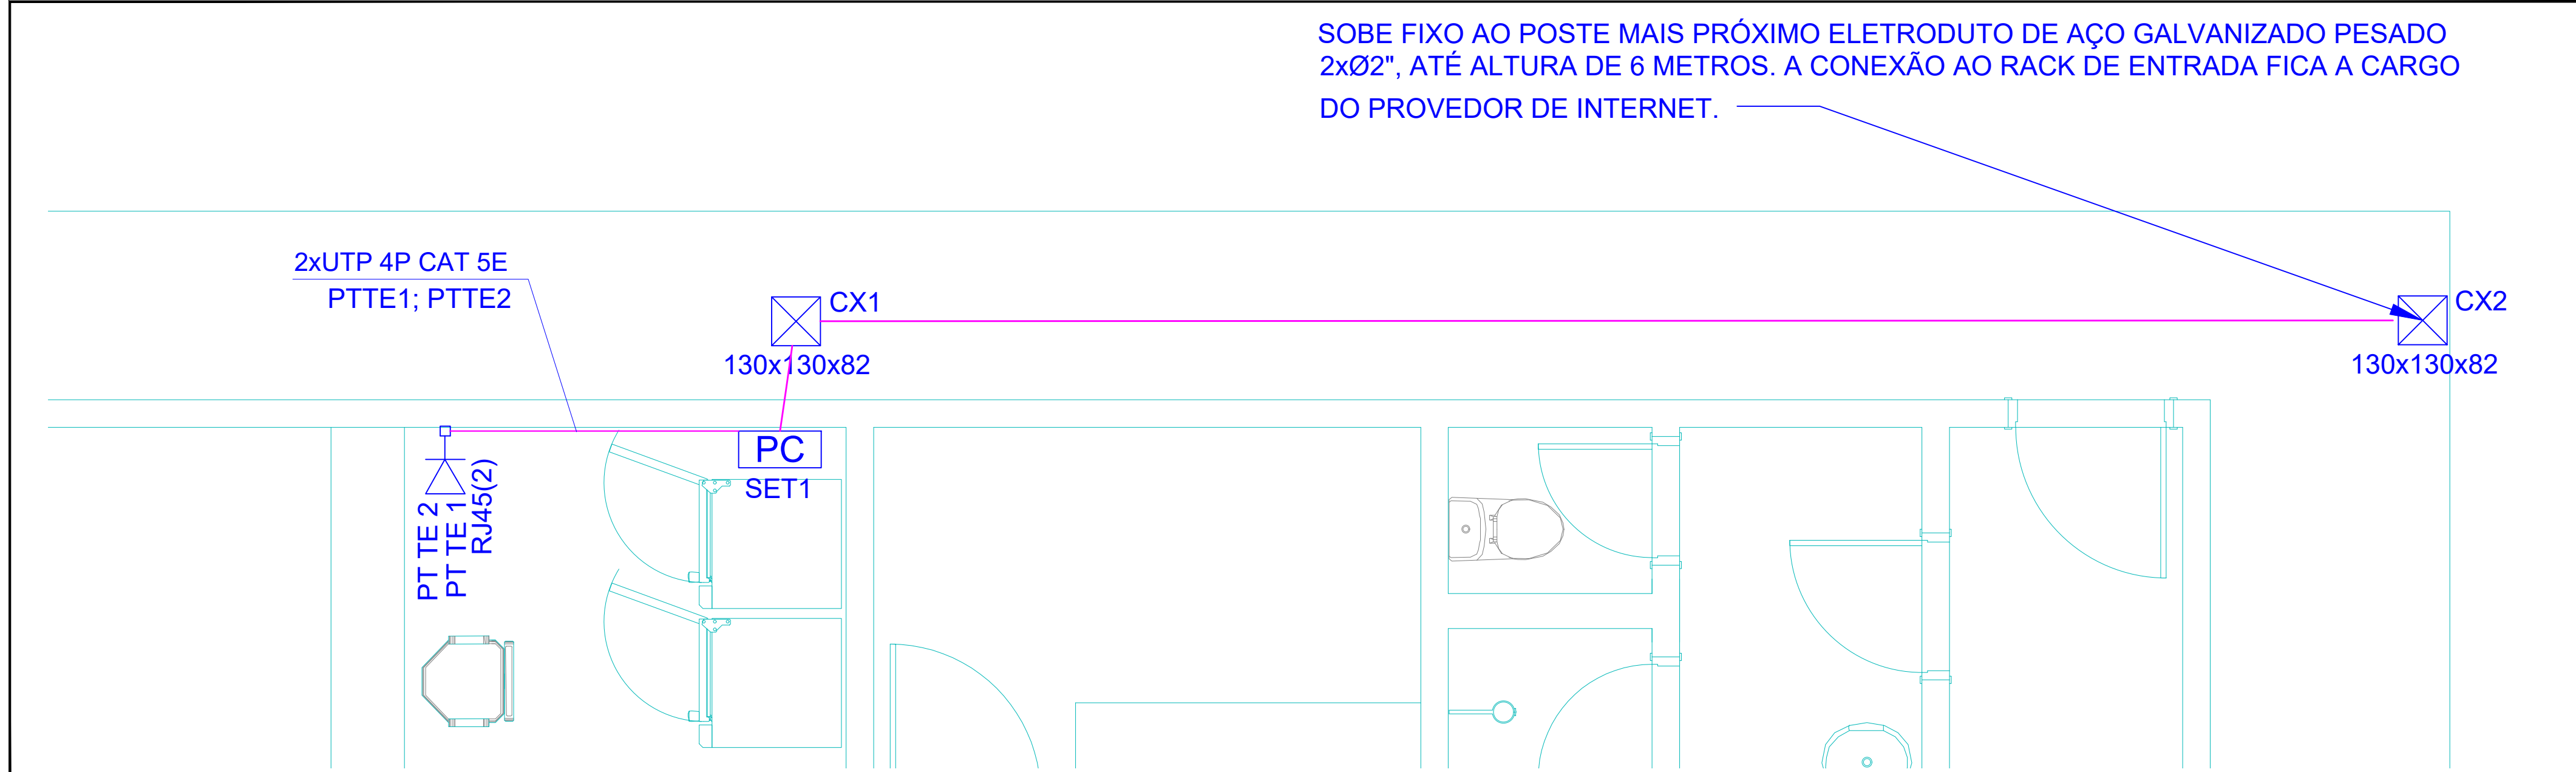 SOBE FIXO AO POSTE MAIS PRÓXIMO ELETRODUTO DE AÇO GALVANIZADO PESADO
2xØ2", ATÉ ALTURA DE 6 METROS. A CONEXÃO AO RACK DE ENTRADA FICA A CARGO
DO PROVEDOR DE INTERNET.
2xUTP 4P CAT 5E
PTTE1; PTTE2
CX1
130x130x82
CX2
130x130x82
PC
SET1
PT TE 2
PT TE 1
RJ45(2)